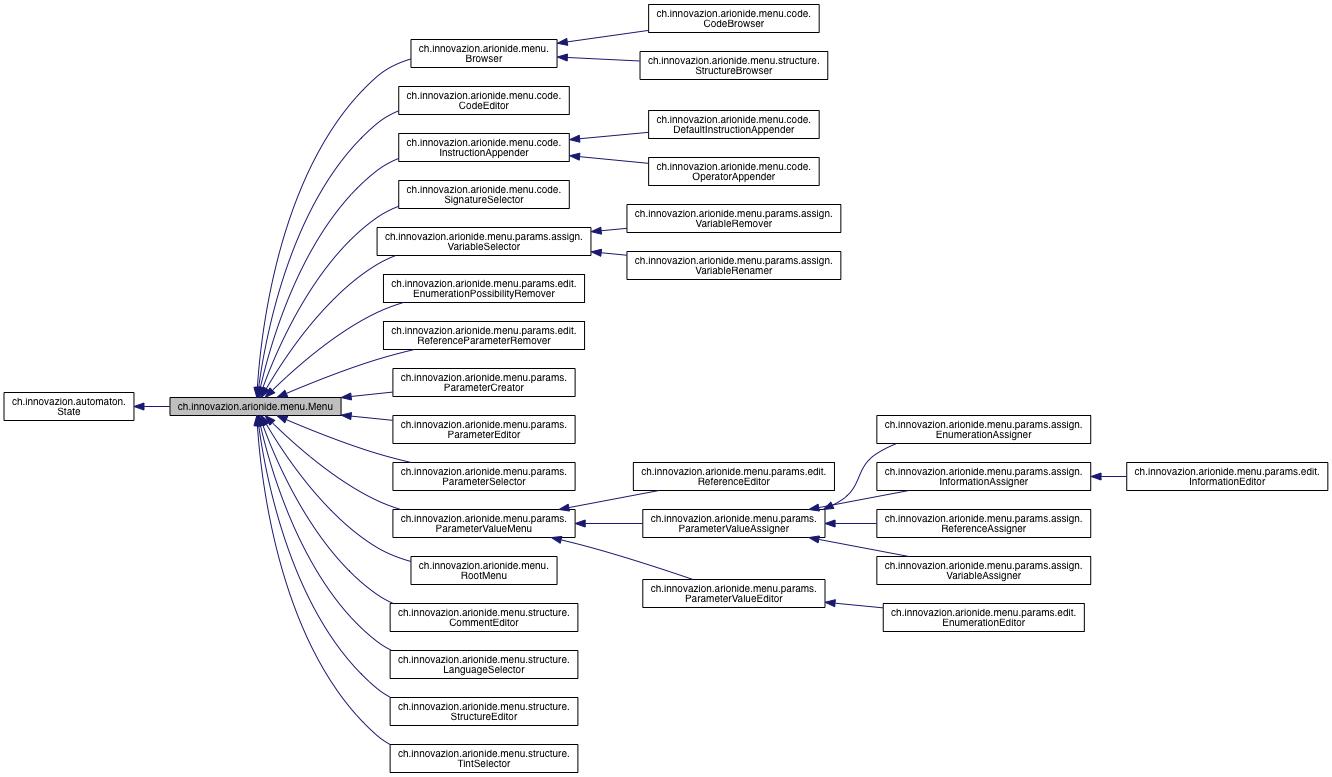 ch.innovazion.automaton.
State
ch.innovazion.arionide.menu.Menu
ch.innovazion.arionide.menu.
Browser
ch.innovazion.arionide.menu.code.
CodeEditor
ch.innovazion.arionide.menu.code.
InstructionAppender
ch.innovazion.arionide.menu.code.
SignatureSelector
ch.innovazion.arionide.menu.params.assign.
VariableSelector
ch.innovazion.arionide.menu.params.edit.
EnumerationPossibilityRemover
ch.innovazion.arionide.menu.params.edit.
ReferenceParameterRemover
ch.innovazion.arionide.menu.params.
ParameterCreator
ch.innovazion.arionide.menu.params.
ParameterEditor
ch.innovazion.arionide.menu.params.
ParameterSelector
ch.innovazion.arionide.menu.params.
ParameterValueMenu
ch.innovazion.arionide.menu.
RootMenu
ch.innovazion.arionide.menu.structure.
CommentEditor
ch.innovazion.arionide.menu.structure.
LanguageSelector
ch.innovazion.arionide.menu.structure.
StructureEditor
ch.innovazion.arionide.menu.structure.
TintSelector
ch.innovazion.arionide.menu.code.
CodeBrowser
ch.innovazion.arionide.menu.structure.
StructureBrowser
ch.innovazion.arionide.menu.code.
DefaultInstructionAppender
ch.innovazion.arionide.menu.code.
OperatorAppender
ch.innovazion.arionide.menu.params.assign.
VariableRemover
ch.innovazion.arionide.menu.params.assign.
VariableRenamer
ch.innovazion.arionide.menu.params.edit.
ReferenceEditor
ch.innovazion.arionide.menu.params.
ParameterValueAssigner
ch.innovazion.arionide.menu.params.
ParameterValueEditor
ch.innovazion.arionide.menu.params.assign.
EnumerationAssigner
ch.innovazion.arionide.menu.params.assign.
InformationAssigner
ch.innovazion.arionide.menu.params.assign.
ReferenceAssigner
ch.innovazion.arionide.menu.params.assign.
VariableAssigner
ch.innovazion.arionide.menu.params.edit.
EnumerationEditor
ch.innovazion.arionide.menu.params.edit.
InformationEditor